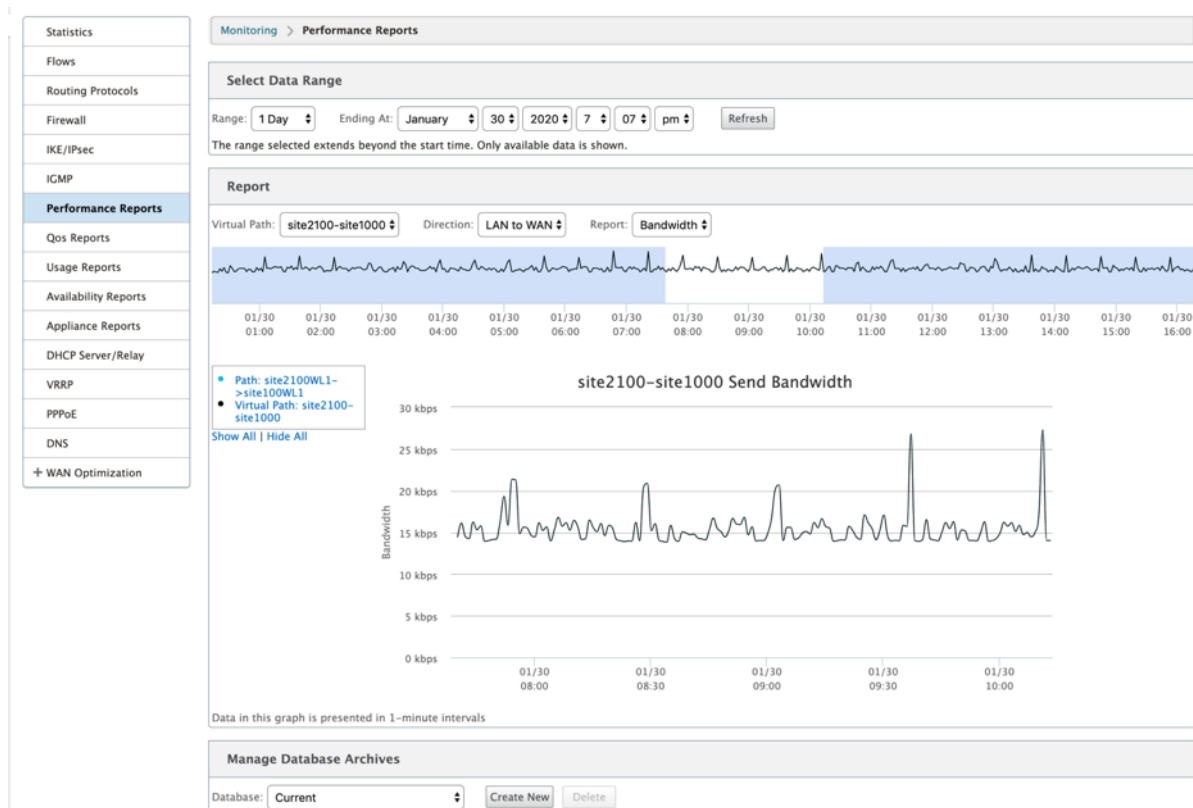 Statistics
Flows
Routing Protocols
Firewall
IKE/IPsec
IGMP
Performance Reports
Qos Reports
Usage Reports
Availability Reports
Appliance Reports
DHCP Server/Relay
VRRP
PPPoE
DNS
+ WAN Optimization
Monitoring > Performance Reports
Select Data Range
Range: 1 Day Ending At: January 30 2020 7 07 pm Refresh
The range selected extends beyond the start time. Only available data is shown.
Report
Virtual Path: site2100-site1000 Direction: LAN to WAN Report: Bandwidth
01/30 01/30 01/30 01/30 01/30 01/30 01/30 01/30 01/30 01/30 01/30 01/30 01/30 01/30 01/30 01/30
01:00 02:00 03:00 04:00 05:00 06:00 07:00 08:00 09:00 10:00 11:00 12:00 13:00 14:00 15:00 16:00
Path: site2100WL1-
>site100WL1
Virtual Path: site2100-
site1000
Show All | Hide All
site2100-site1000 Send Bandwidth
Bandwidth
30 kbps
25 kbps
20 kbps
15 kbps
10 kbps
5 kbps
0 kbps
01/30 01/30 01/30 01/30 01/30
08:00 08:30 09:00 09:30 10:00
Data in this graph is presented in 1-minute intervals
Manage Database Archives
Database: Current Create New Delete